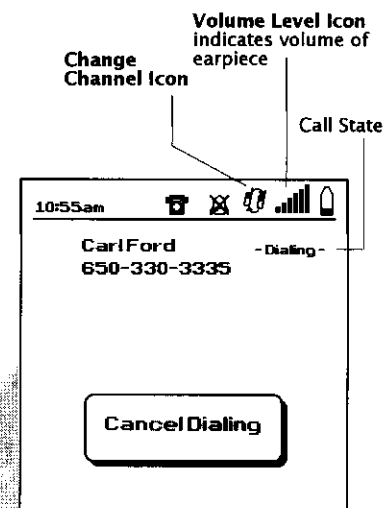 Volume Level Icon
indicates volume of
earpiece
Change
Channel Icon
Call State
10:55am
Carl Ford
- Dialing -
650-330-3335
Cancel Dialing